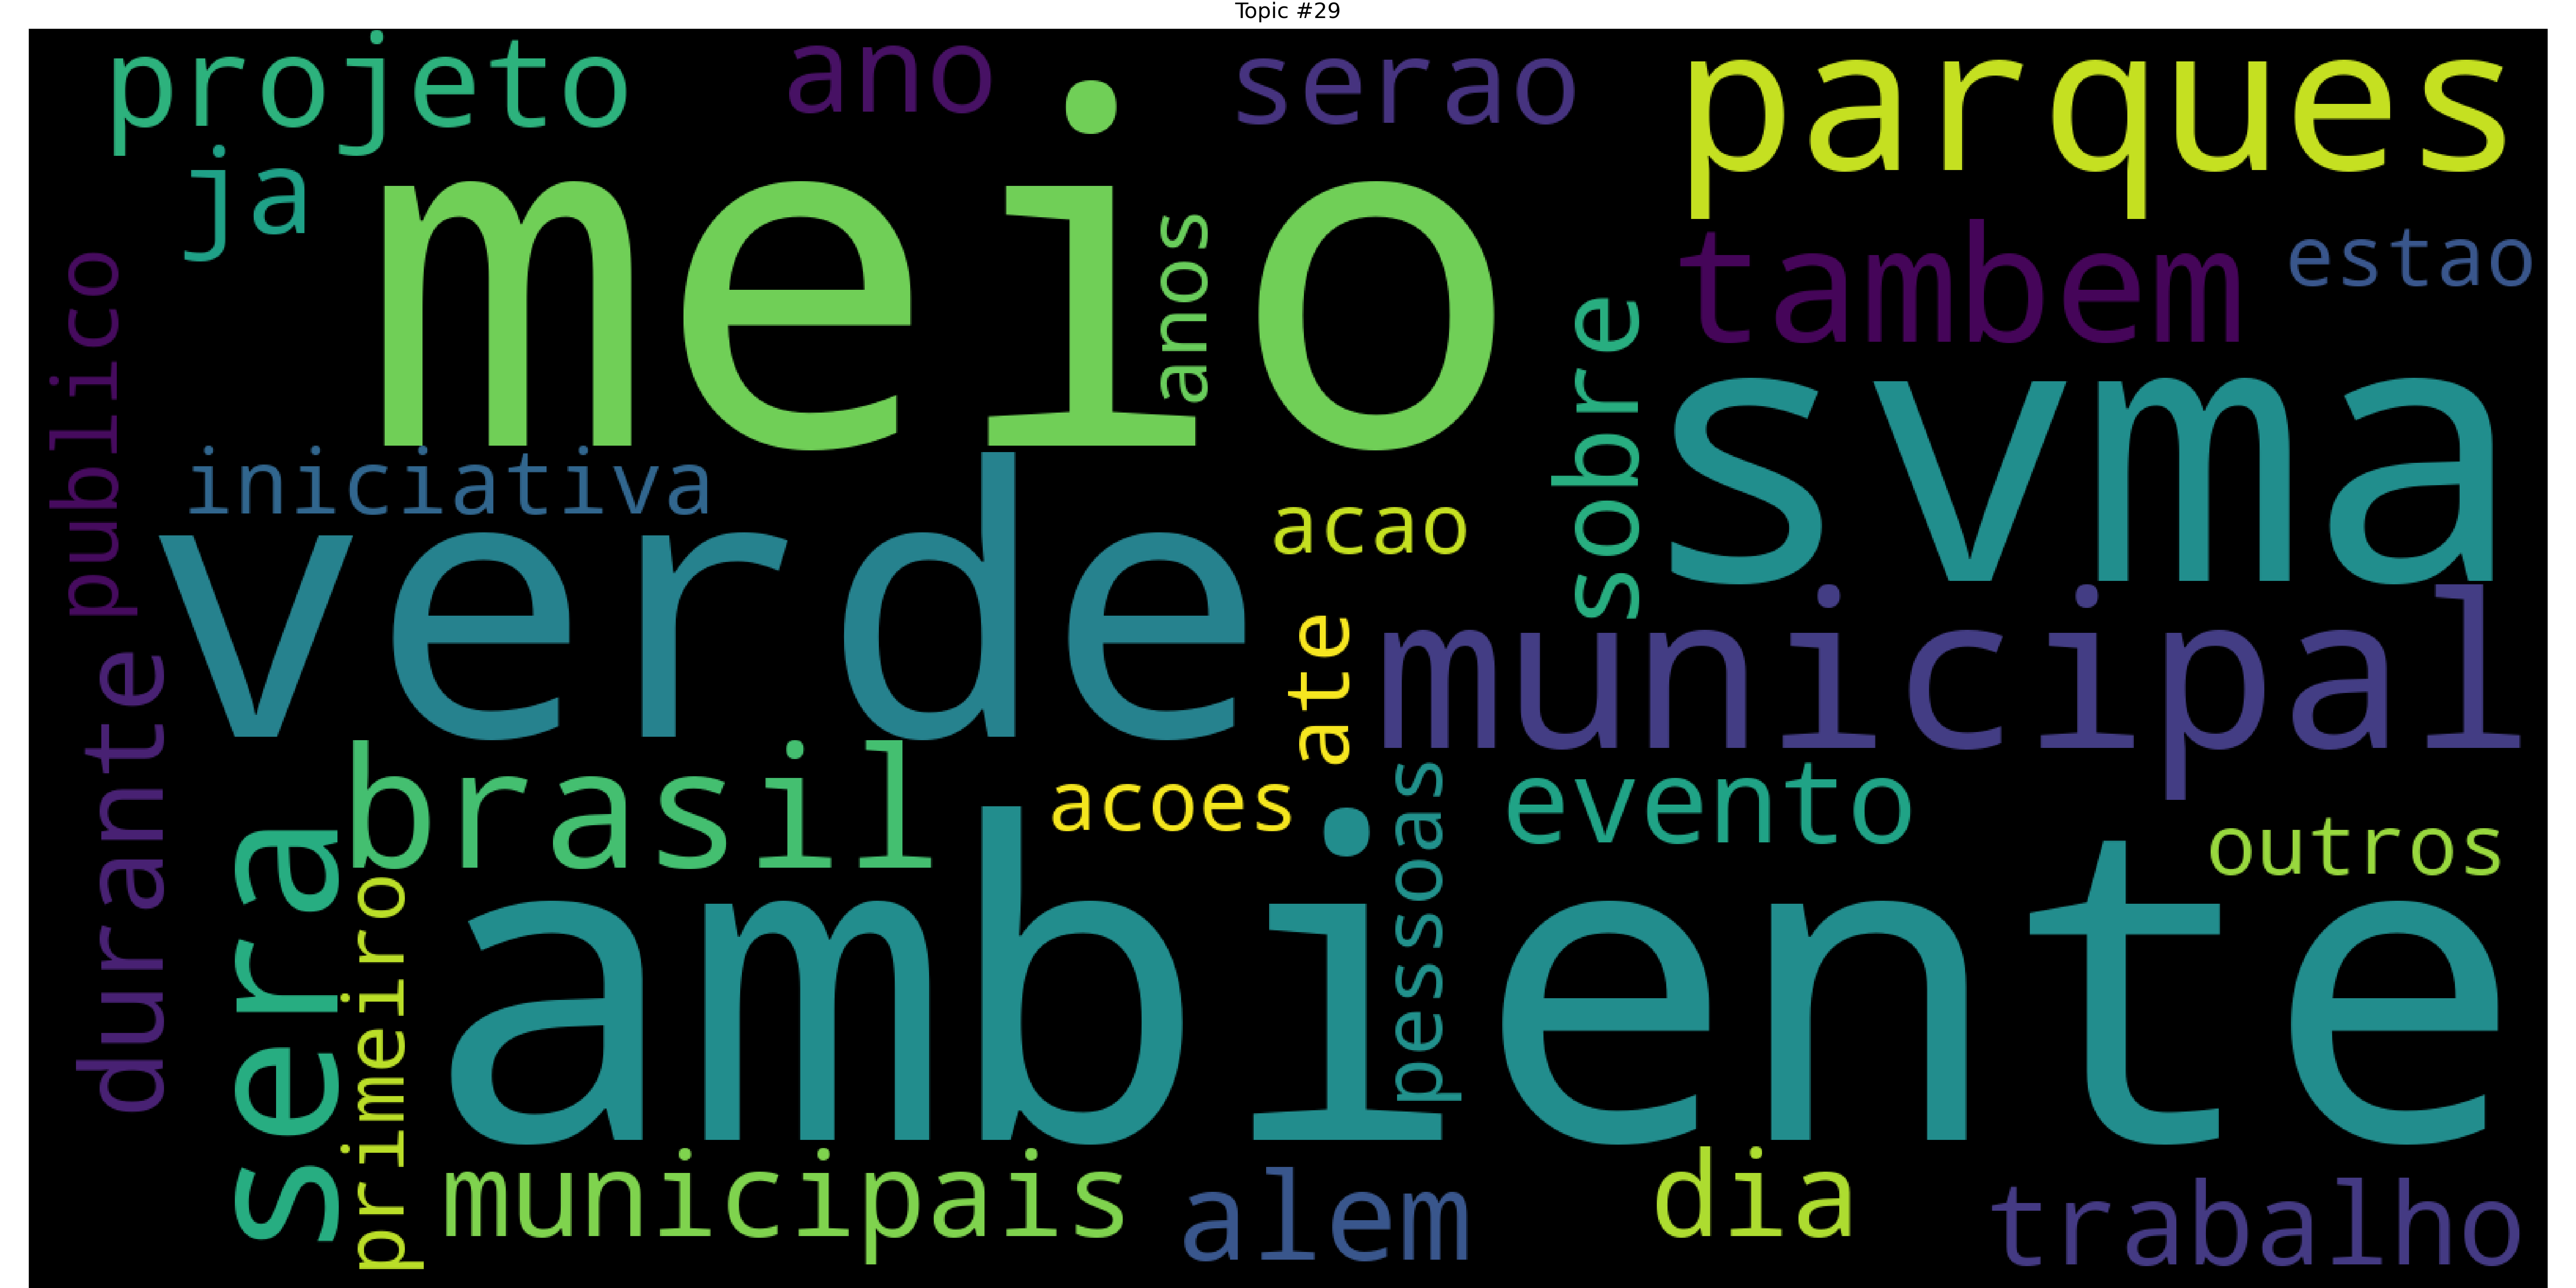 Topic #29
projeto
ano
serao
parques
ja
meio
anos
tambem
estao
publico
sobre
svma
iniciativa
verde
acao
ate
municipal
durante
brasil
acoes
pessoas
evento
outros
sera
primeiro
ambiente
municipais
alem
dia
trabalho